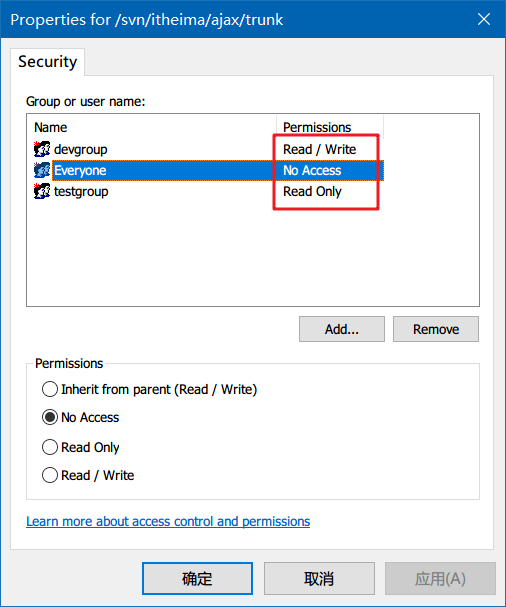 Properties for /svn/itheima/ajax/trunk
Security
Group or user name:
Name Permissions
devgroup Read / Write
Everyone No Access
testgroup Read Only
Add... Remove
Permissions
Inherit from parent (Read / Write)
No Access
Read Only
Read / Write
Learn more about access control and permissions
确定 取消 应用(A)